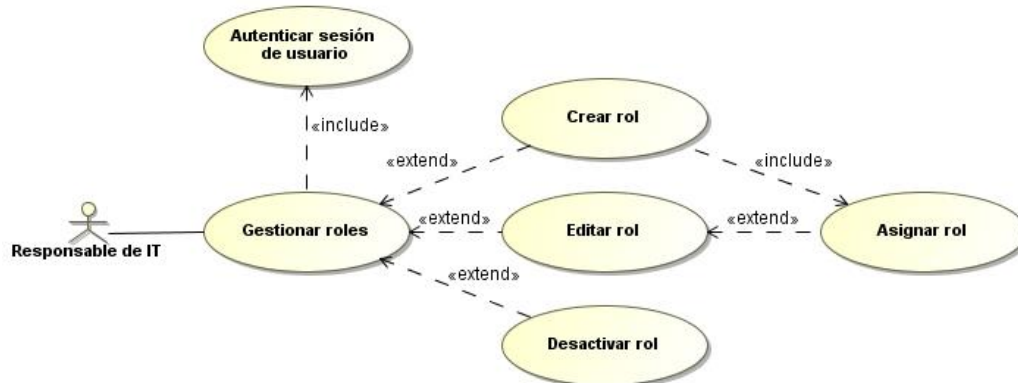 Autenticar sesión
de usuario
«include»
Crear rol
«extend»
«include»
Responsable de IT
Gestionar roles
«extend»
Editar rol
«extend»
Asignar rol
«extend»
Desactivar rol